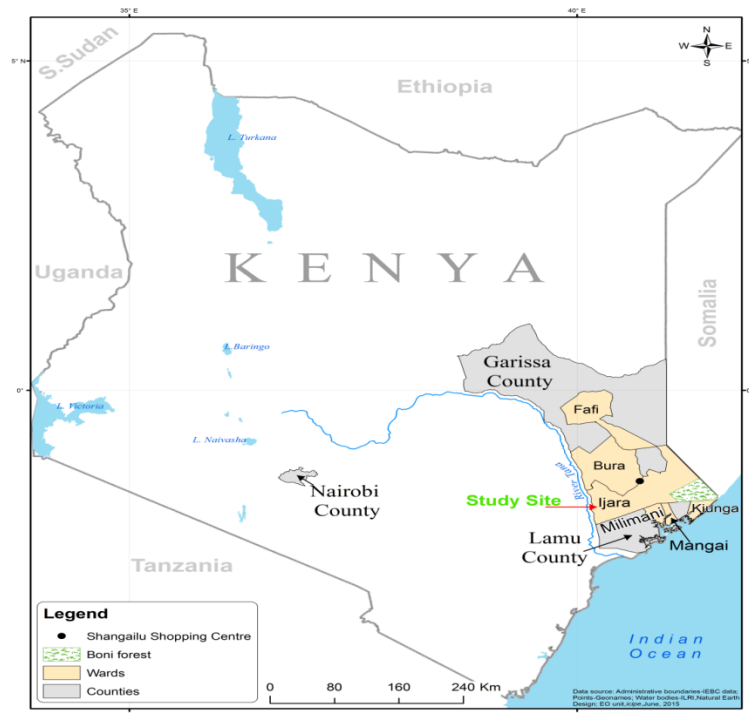 35° E
40° E
N
W E
S
5° N
S.Sudan
Ethiopia
L. Turkana
KENYA
Uganda
Somalia
L.Baringo
Garissa
County
0°
L. Victoria
Fafi
L. Naivasha
Bura
River Tana
Nairobi
County
Study Site
Ijara
Milimani
Kiunga
Lamu
County
Mangai
Tanzania
Legend
Shangailu Shopping Centre
Boni forest
Wards
Counties
0 80 160 240 Km
Indian
Ocean
Data source: Administrative boundaries-IEBC data;
Points-Geonames; Water bodies-ILRI,Natural Earth
Design; EO unit,icipe,June, 2015